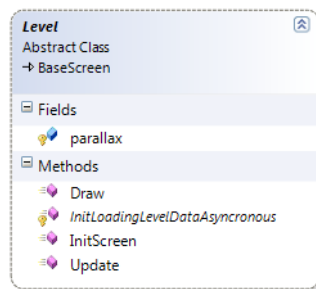 Level
Abstract Class
→ BaseScreen
Fields
parallax
Methods
Draw
InitLoadingLevelDataAsyncronous
InitScreen
Update